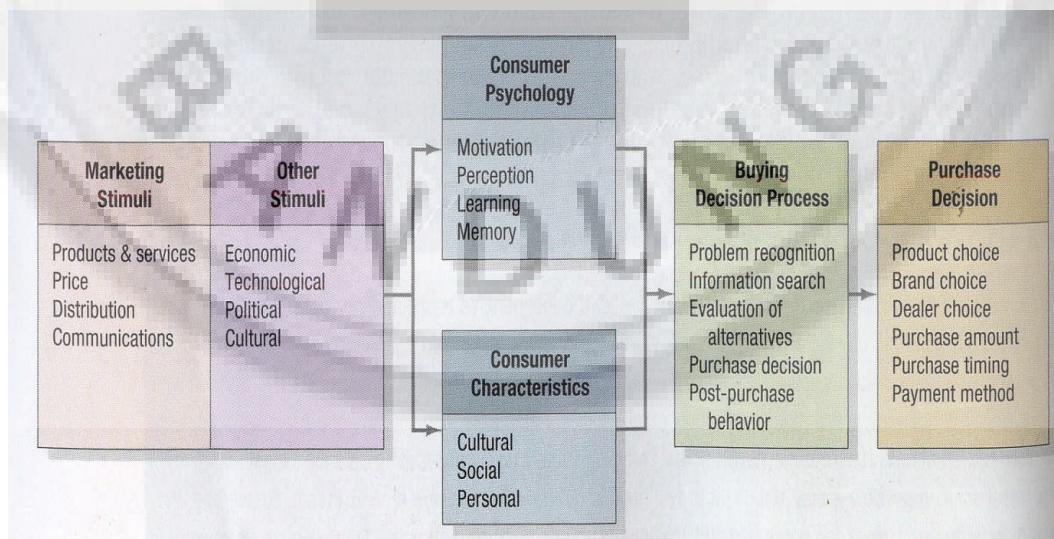 BANDUNG
Marketing
Stimuli
Products & services
Price
Distribution
Communications
Other
Stimuli
Economic
Technological
Political
Cultural
Consumer
Psychology
Motivation
Perception
Learning
Memory
Consumer
Characteristics
Cultural
Social
Personal
Buying
Decision Process
Problem recognition
Information search
Evaluation of
alternatives
Purchase decision
Post-purchase
behavior
Purchase
Decision
Product choice
Brand choice
Dealer choice
Purchase amount
Purchase timing
Payment method